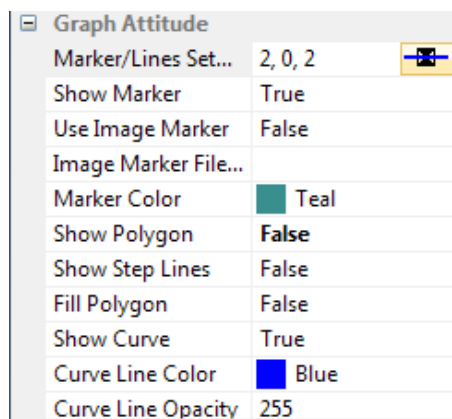 Graph Attitude
Marker/Lines Set... 2, 0, 2
Show Marker True
Use Image Marker False
Image Marker File...
Marker Color Teal
Show Polygon False
Show Step Lines False
Fill Polygon False
Show Curve True
Curve Line Color Blue
Curve Line Opacity 255